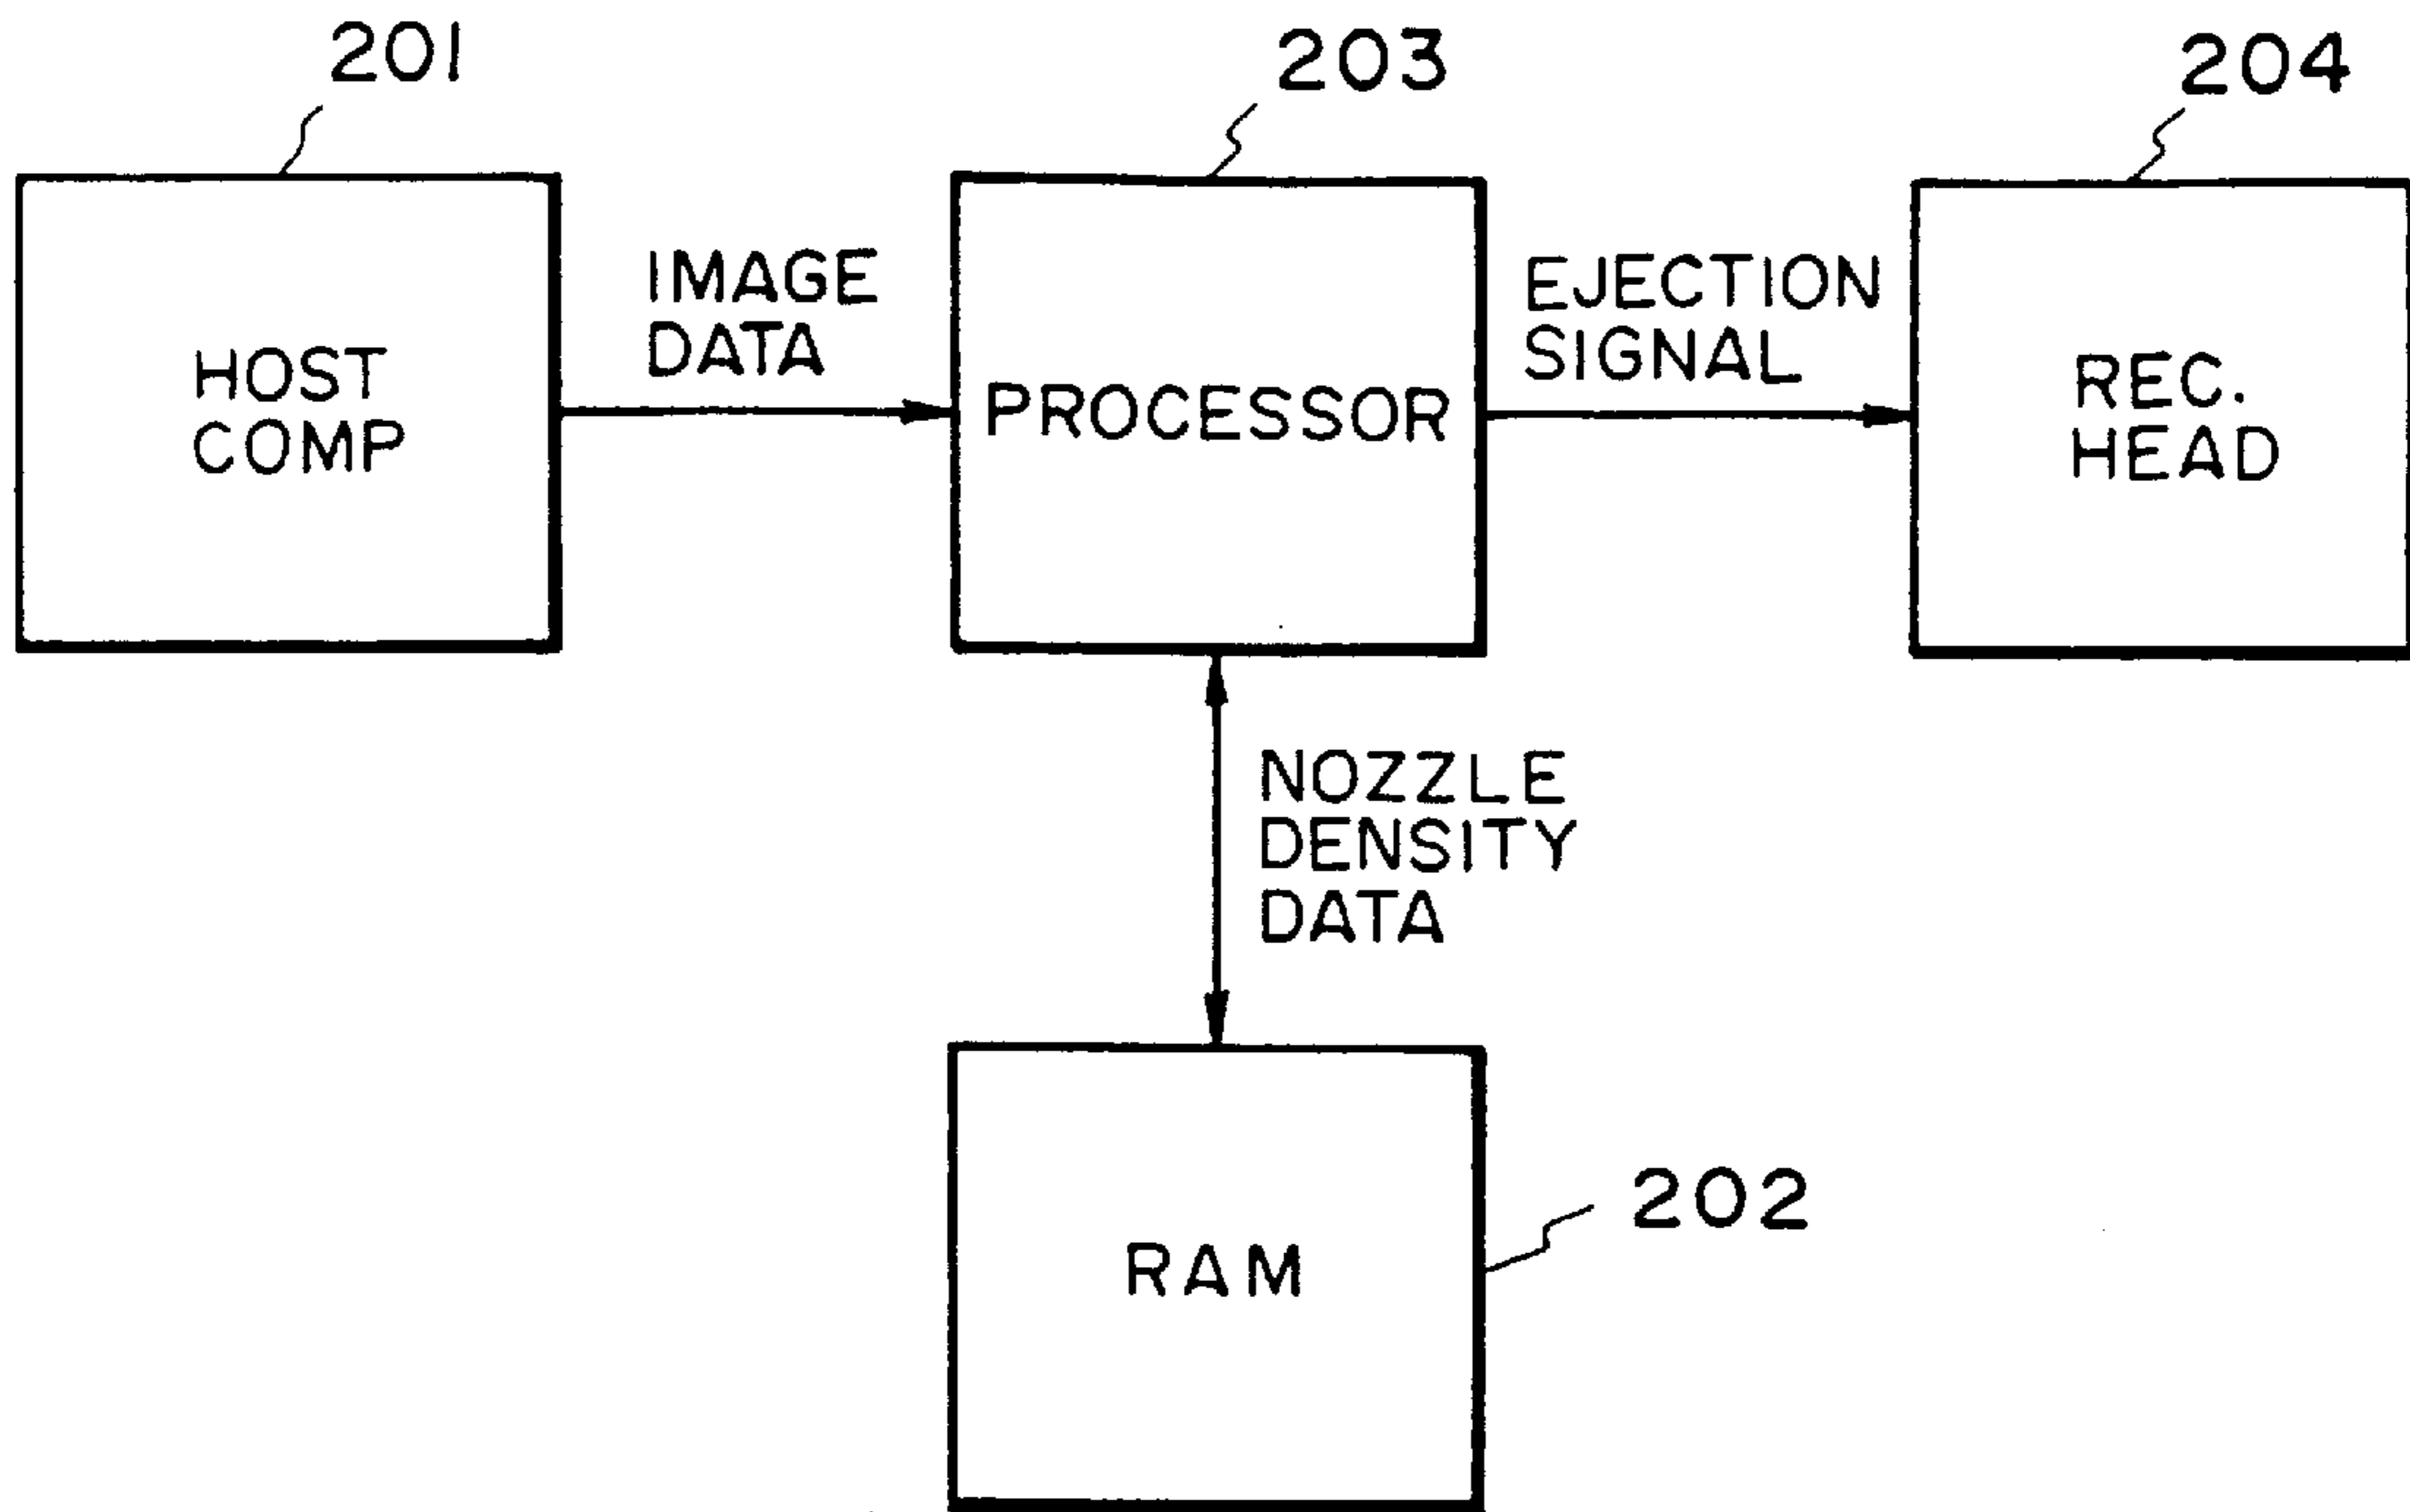 201
203
204
HOST
COMP
IMAGE
DATA
PROCESSOR
EJECTION
SIGNAL
REC.
HEAD
NOZZLE
DENSITY
DATA
RAM
202